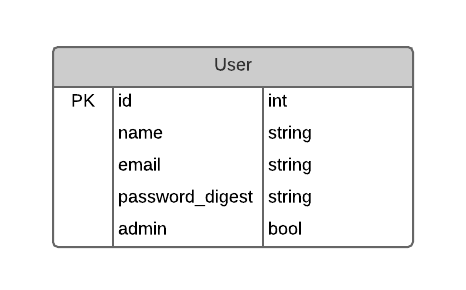 User
PK id int
name string
email string
password_digest string
admin bool